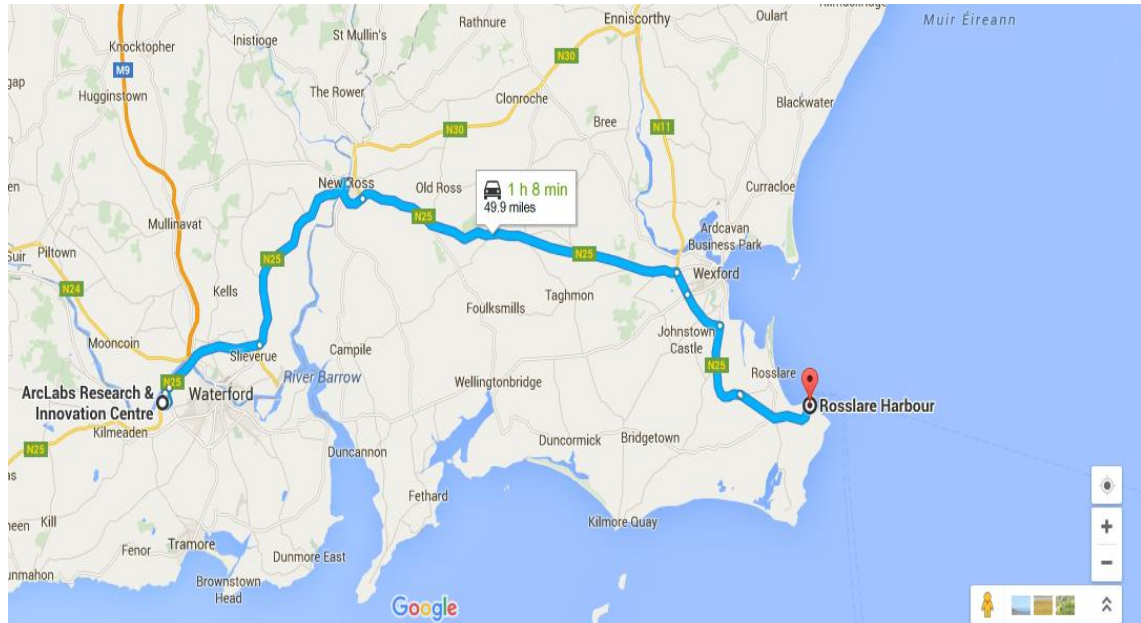 Rathnure
Enniscorthy
Oulart
Muir Éireann
Inistioge
St Mullin's
Knocktopher
M9
N30
Hugginstown
The Rower
Clonroche
Blackwater
N30
Bree
N11
New Ross
Old Ross
1 h 8 min
49.9 miles
Curracloe
Mullinavat
N25
Ardcavan
Business Park
Suir
Piltown
N25
N25
Wexford
N24
Kells
Taghmon
Foulksmills
Mooncoin
Slieverue
Campile
Johnstown
Castle
N25
Rosslare
River Barrow
N25
Wellingtonbridge
ArcLabs Research &
Innovation Centre
Waterford
Rosslare Harbour
Kilmeaden
N25
Duncormick
Bridgetown
Duncannon
Fethard
Kill
Kilmore Quay
Fenor
Tramore
Dunmore East
Brownstown
Head
Google